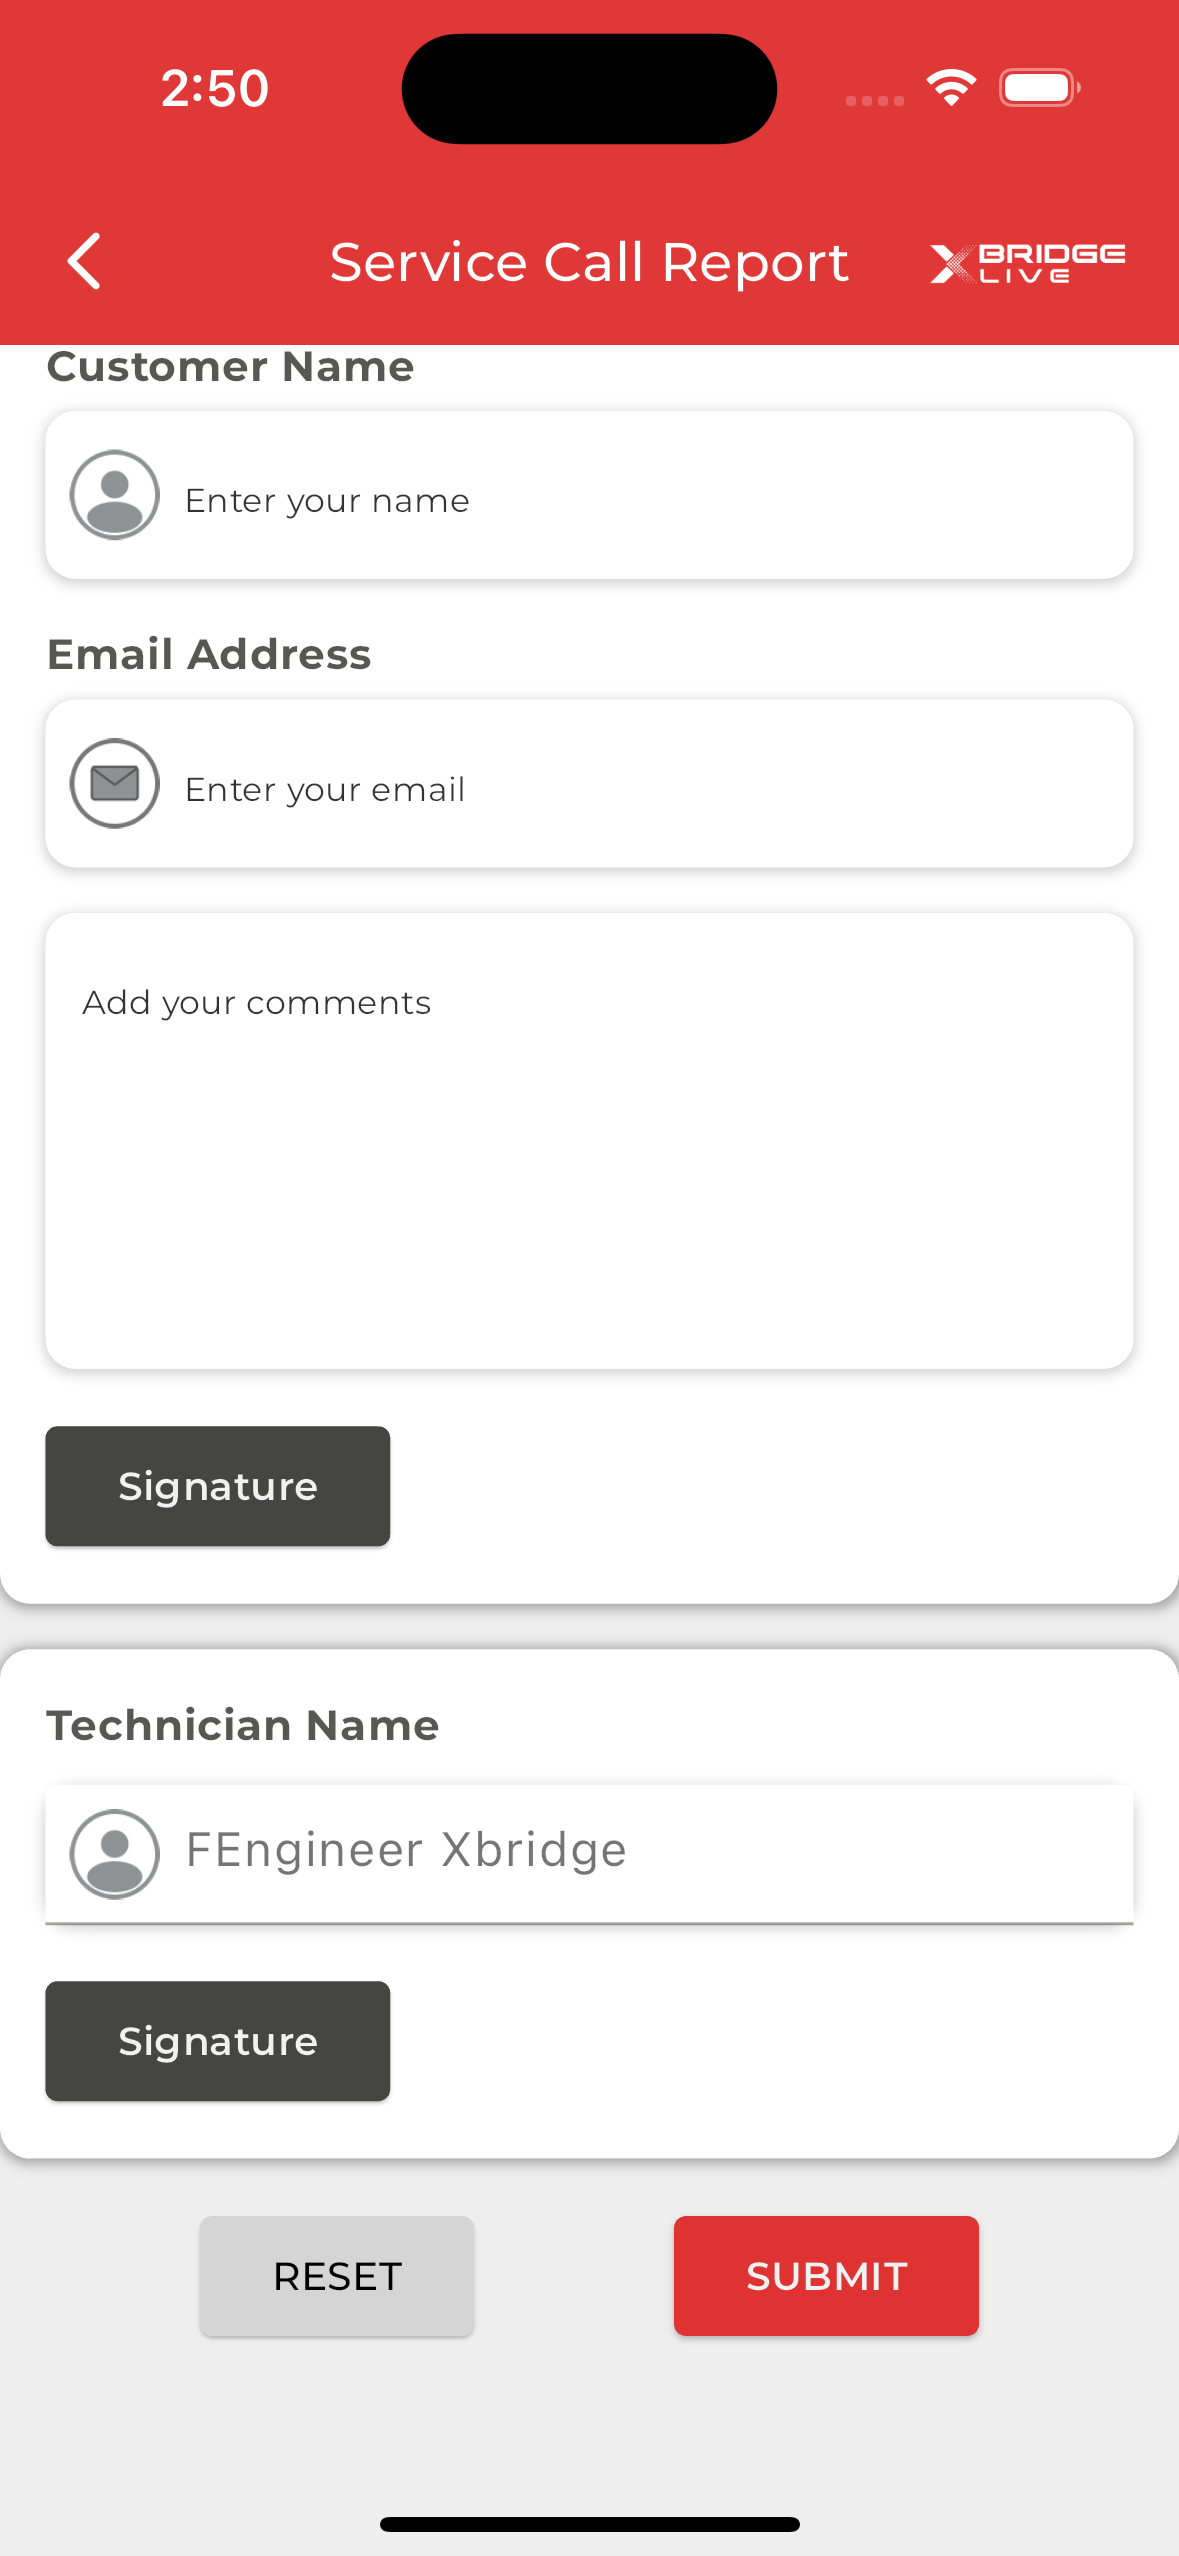 2:50
Service Call Report
XBRIDGE
LIVE
Customer Name
Enter your name
Email Address
Enter your email
Add your comments
Signature
Technician Name
FEngineer Xbridge
Signature
RESET
SUBMIT